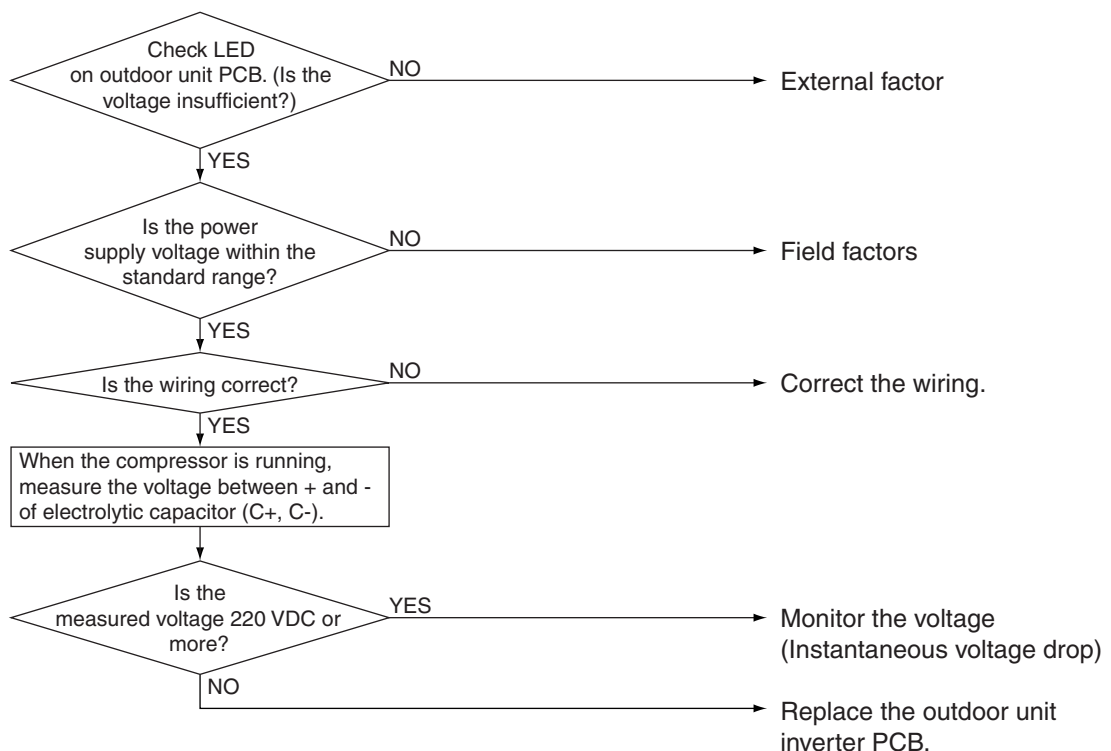 Check LED
on outdoor unit PCB. (Is the
voltage insufficient?)
NO
External factor
YES
Is the power
supply voltage within the
standard range?
NO
Field factors
YES
Is the wiring correct?
NO
Correct the wiring.
YES
When the compressor is running,
measure the voltage between + and -
of electrolytic capacitor (C+, C-).
Is the
measured voltage 220 VDC or
more?
YES
Monitor the voltage
(Instantaneous voltage drop)
NO
Replace the outdoor unit
inverter PCB.